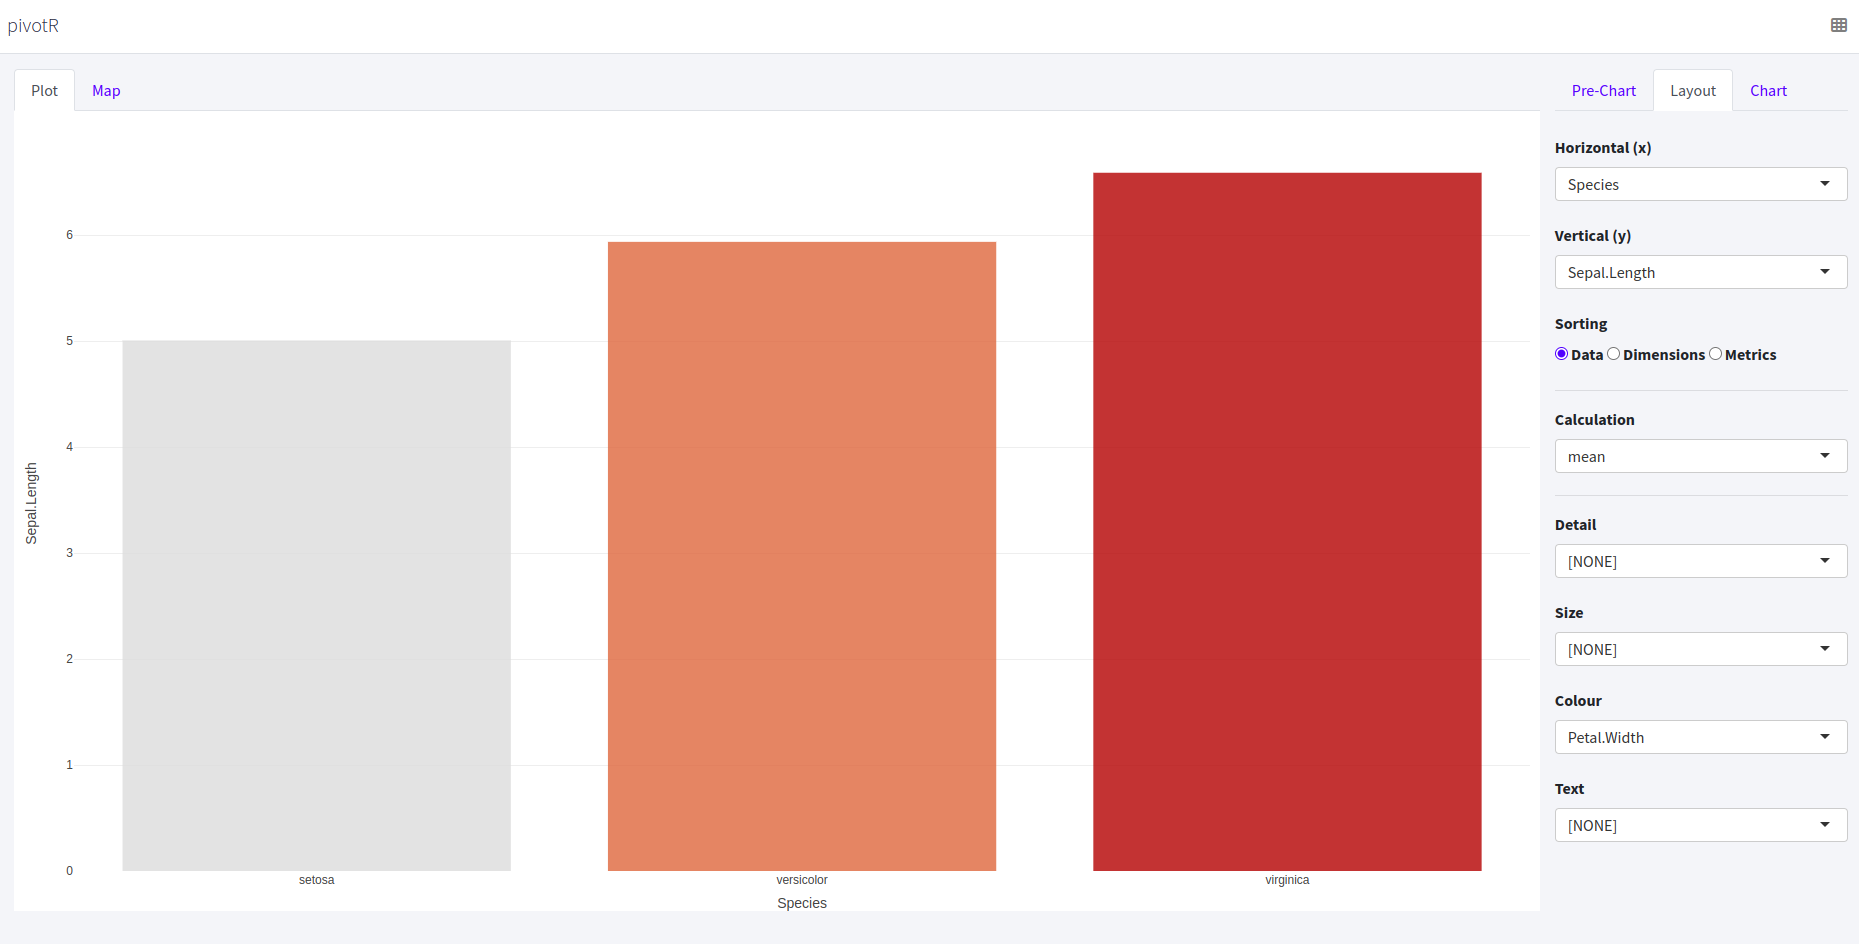 pivotR
Plot
Map
6
5
4
3
2
1
0
Sepal.Length
setosa
versicolor
virginica
Species
Pre-Chart
Layout
Chart
Horizontal (x)
Species
Vertical (y)
Sepal.Length
Sorting
Data Dimensions Metrics
Calculation
mean
Detail
[NONE]
Size
[NONE]
Colour
Petal.Width
Text
[NONE]